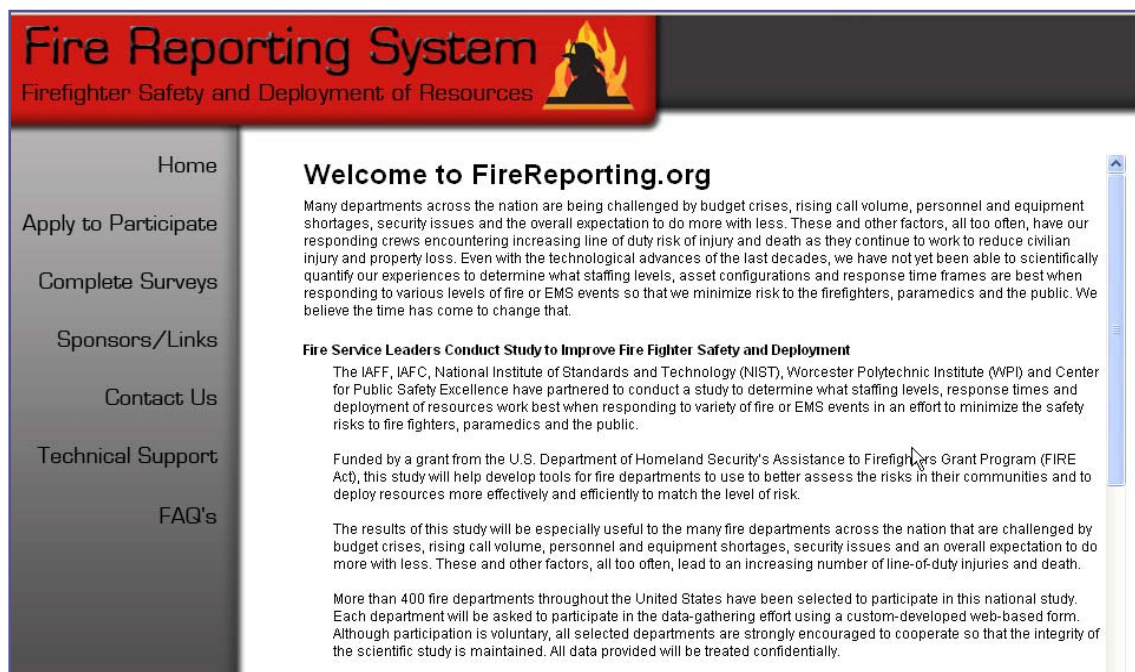 Fire Reporting System
Firefighter Safety and Deployment of Resources
Home
Apply to Participate
Complete Surveys
Sponsors/Links
Contact Us
Technical Support
FAQ's
Welcome to FireReporting.org
Many departments across the nation are being challenged by budget crises, rising call volume, personnel and equipment
shortages, security issues and the overall expectation to do more with less. These and other factors, all too often, have our
responding crews encountering increasing line of duty risk of injury and death as they continue to work to reduce civilian
injury and property loss. Even with the technological advances of the last decades, we have not yet been able to scientifically
quantify our experiences to determine what staffing levels, asset configurations and response time frames are best when
responding to various levels of fire or EMS events so that we minimize risk to the firefighters, paramedics and the public. We
believe the time has come to change that.
Fire Service Leaders Conduct Study to Improve Fire Fighter Safety and Deployment
The IAFF, IAFC, National Institute of Standards and Technology (NIST), Worcester Polytechnic Institute (WPI) and Center
for Public Safety Excellence have partnered to conduct a study to determine what staffing levels, response times and
deployment of resources work best when responding to variety of fire or EMS events in an effort to minimize the safety
risks to fire fighters, paramedics and the public.
Funded by a grant from the U.S. Department of Homeland Security's Assistance to Firefighters Grant Program (FIRE
Act), this study will help develop tools for fire departments to use to better assess the risks in their communities and to
deploy resources more effectively and efficiently to match the level of risk.
The results of this study will be especially useful to the many fire departments across the nation that are challenged by
budget crises, rising call volume, personnel and equipment shortages, security issues and an overall expectation to do
more with less. These and other factors, all too often, lead to an increasing number of line-of-duty injuries and death.
More than 400 fire departments throughout the United States have been selected to participate in this national study.
Each department will be asked to participate in the data-gathering effort using a custom-developed web-based form.
Although participation is voluntary, all selected departments are strongly encouraged to cooperate so that the integrity of
the scientific study is maintained. All data provided will be treated confidentially.